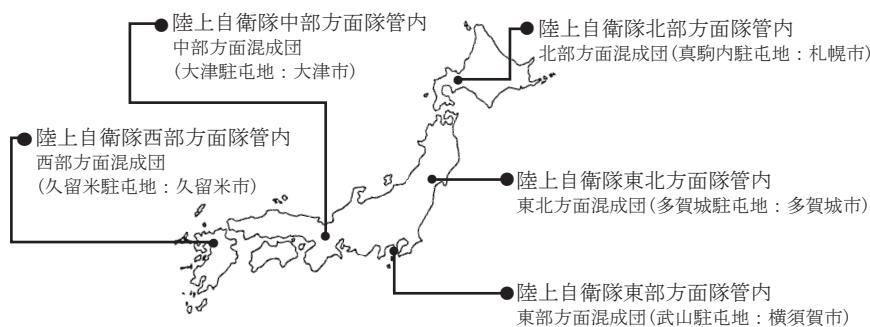 陸上自衛隊中部方面隊管内
中部方面混成団
(大津駐屯地：大津市)
陸上自衛隊北部方面隊管内
北部方面混成団(真駒内駐屯地：札幌市)
陸上自衛隊西部方面隊管内
西部方面混成団
(久留米駐屯地：久留米市)
陸上自衛隊東北方面隊管内
東北方面混成団(多賀城駐屯地：多賀城市)
陸上自衛隊東部方面隊管内
東部方面混成団(武山駐屯地：横須賀市)